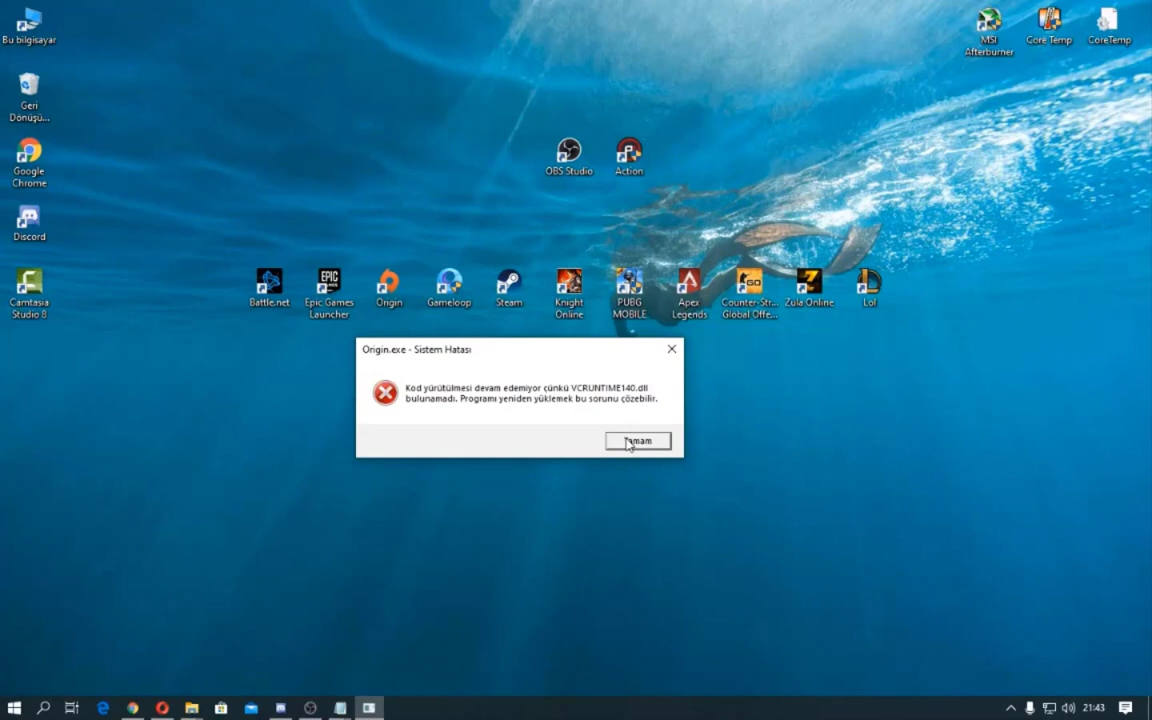 Bu bilgisayar
MSI
Afterburner
Core Temp
CoreTemp
Geri
Dönüşü...
OBS Studio
Action
Google
Chrome
Discord
Camtasia
Studio 8
Battle.net
Epic Games
Launcher
Origin
Gameloop
Steam
Knight
Online
PUBG
MOBILE
Apex
Legends
Counter-Str...
Global Offe...
Zula Online
Lol
Origin.exe - Sistem Hatası
Kod yürütülmesi devam edemiyor çünkü VCRUNTIME140.dll
bulunamadı. Programı yeniden yüklemek bu sorunu çözebilir.
Tamam
21:43